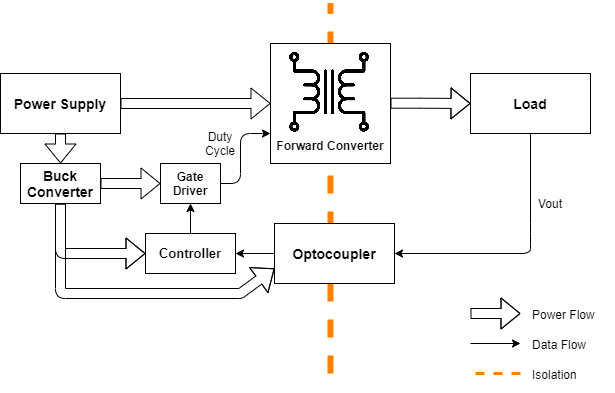 Power Supply
Forward Converter
Load
Duty
Cycle
Buck
Converter
Gate
Driver
Vout
Controller
Optocoupler
Power Flow
Data Flow
Isolation